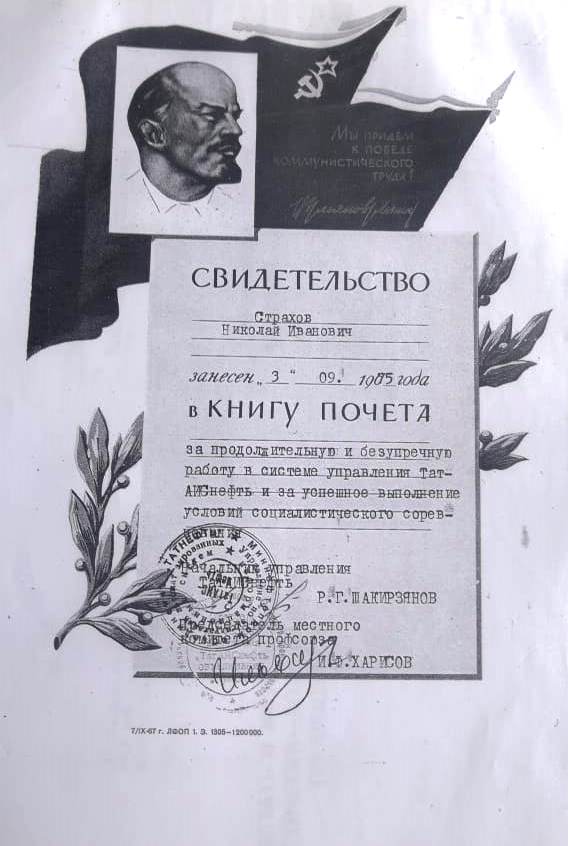 Мы придем
к победе
коммунистического
труда!
СВИДЕТЕЛЬСТВО
Страхов
Николай Иванович
занесен „ 3 “ 09. 1985 года
в КНИГУ ПОЧЕТА
за продолжительную и безупречную
работу в системе управления Тат-
АИСнефть и за успешное выполнение
условий социалистического сорев-
Начальник управления
ТатАИСнефть
Р.Г.ШАКИРЗЯНОВ
Председатель местного
комитета профсоюза
И.Ф.ХАРИСОВ
7/IX-67 г. ЛФОП 1. З. 1305—1200000.